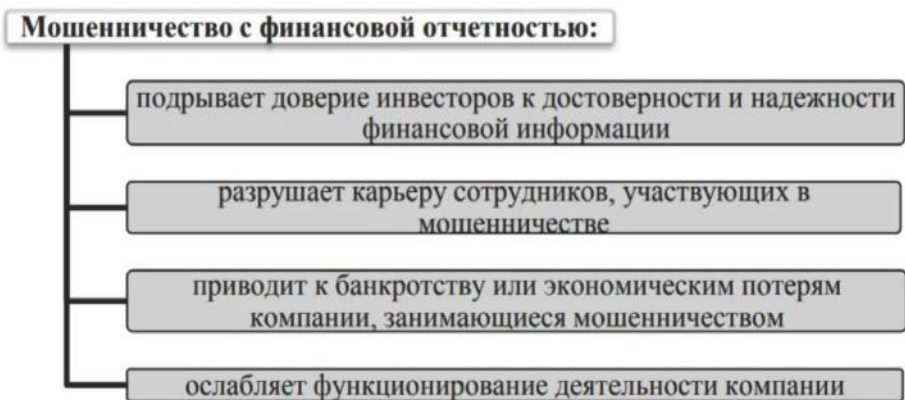 Мошенничество с финансовой отчетностью:
подрывает доверие инвесторов к достоверности и надежности
финансовой информации
разрушает карьеру сотрудников, участвующих в
мошенничестве
приводит к банкротству или экономическим потерям
компании, занимающиеся мошенничеством
ослабляет функционирование деятельности компании